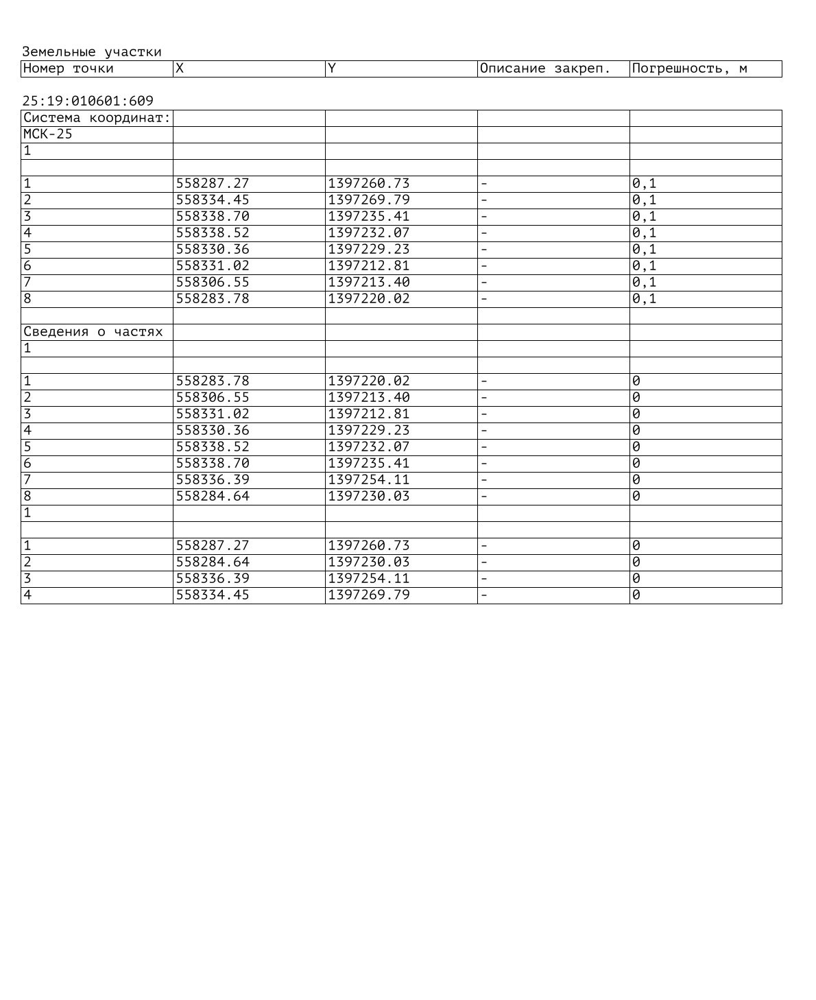 Земельные участки
Номер точки X Y Описание закреп. Погрешность, м
25:19:010601:609
Система координат:
МСК-25
1
1 558287.27 1397260.73 - 0,1
2 558334.45 1397269.79 - 0,1
3 558338.70 1397235.41 - 0,1
4 558338.52 1397232.07 - 0,1
5 558330.36 1397229.23 - 0,1
6 558331.02 1397212.81 - 0,1
7 558306.55 1397213.40 - 0,1
8 558283.78 1397220.02 - 0,1
Сведения о частях
1
1 558283.78 1397220.02 - 0
2 558306.55 1397213.40 - 0
3 558331.02 1397212.81 - 0
4 558330.36 1397229.23 - 0
5 558338.52 1397232.07 - 0
6 558338.70 1397235.41 - 0
7 558336.39 1397254.11 - 0
8 558284.64 1397230.03 - 0
1
1 558287.27 1397260.73 - 0
2 558284.64 1397230.03 - 0
3 558336.39 1397254.11 - 0
4 558334.45 1397269.79 - 0